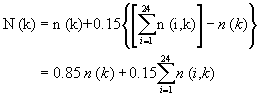 N (k) = n (k)+0.15{[∑_{i=1}^{24} n (i,k)] − n (k)}
= 0.85 n (k) + 0.15∑_{i=1}^{24} n (i,k)